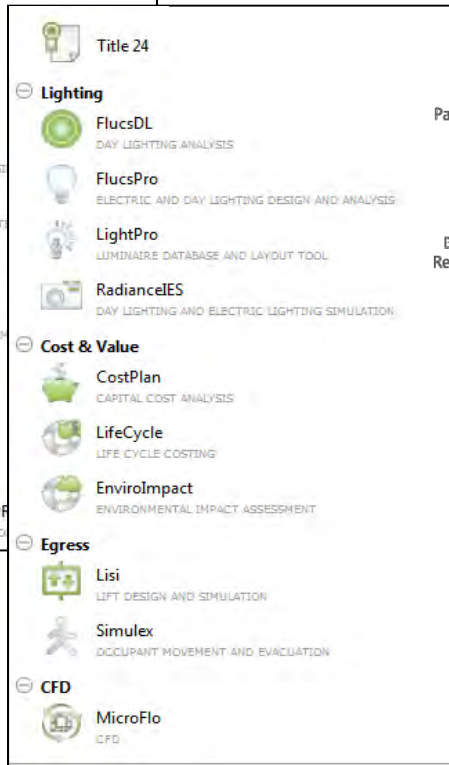 Title 24
Lighting
FlucsDL
DAY LIGHTING ANALYSIS
FlucsPro
ELECTRIC AND DAY LIGHTING DESIGN AND ANALYSIS
LightPro
LUMINAIRE DATABASE AND LAYOUT TOOL
RadianceIES
DAY LIGHTING AND ELECTRIC LIGHTING SIMULATION
Cost & Value
CostPlan
CAPITAL COST ANALYSIS
LifeCycle
LIFE CYCLE COSTING
EnviroImpact
ENVIRONMENTAL IMPACT ASSESSMENT
Egress
Lisi
LIFT DESIGN AND SIMULATION
Simulex
OCCUPANT MOVEMENT AND EVACUATION
CFD
MicroFlo
CFD